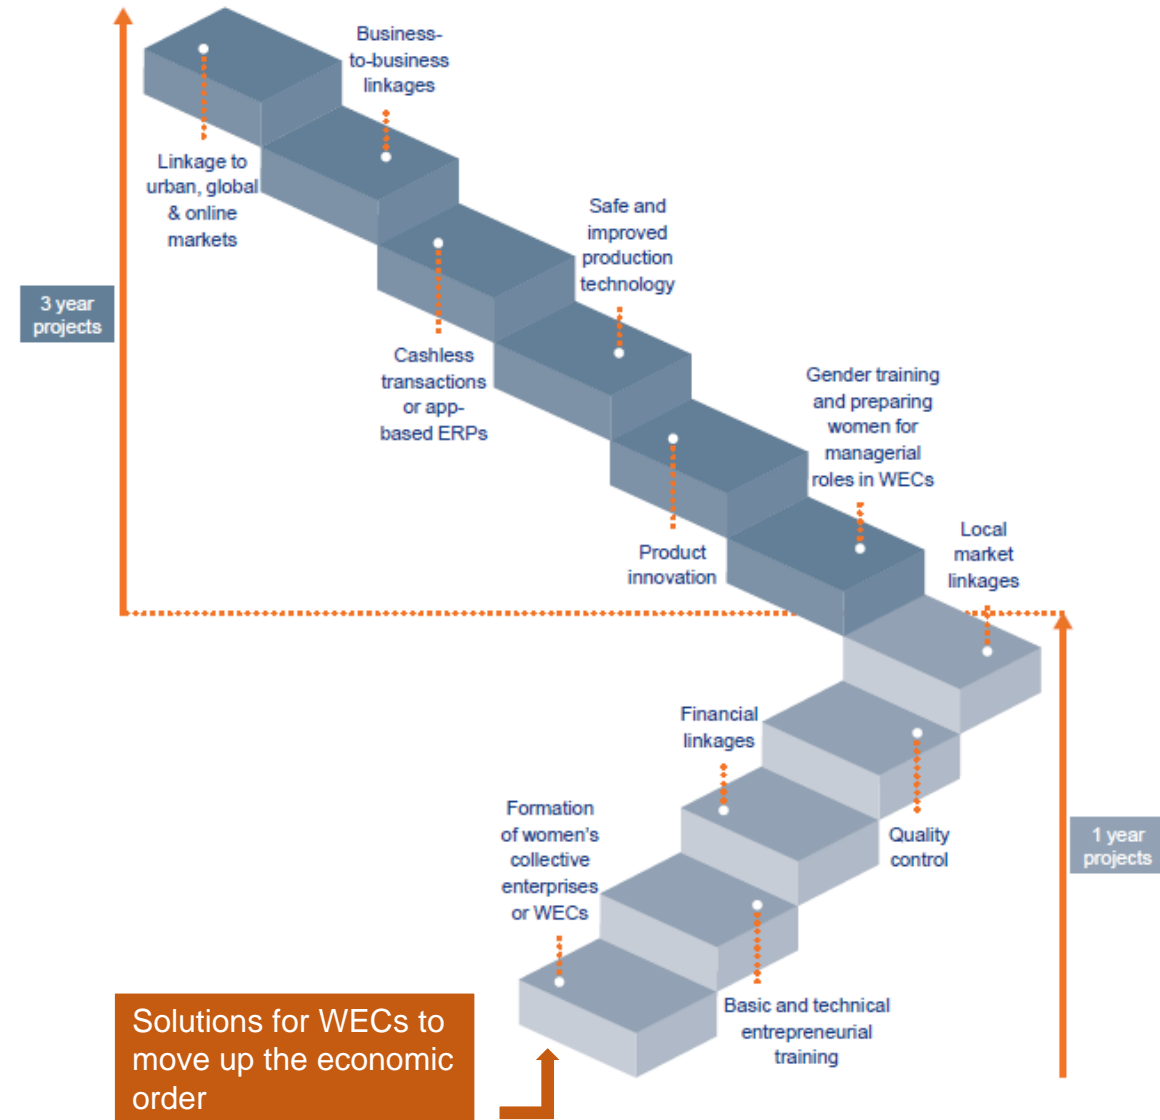 Business-
to-business
linkages
Linkage to
urban, global
& online
markets
Safe and
improved
production
technology
3 year
projects
Cashless
transactions
or app-
based ERPs
Gender training
and preparing
women for
managerial
roles in WECs
Product
innovation
Local
market
linkages
Financial
linkages
Formation
of women's
collective
enterprises
or WECs
Quality
control
1 year
projects
Basic and technical
entrepreneurial
training
Solutions for WECs to
move up the economic
order